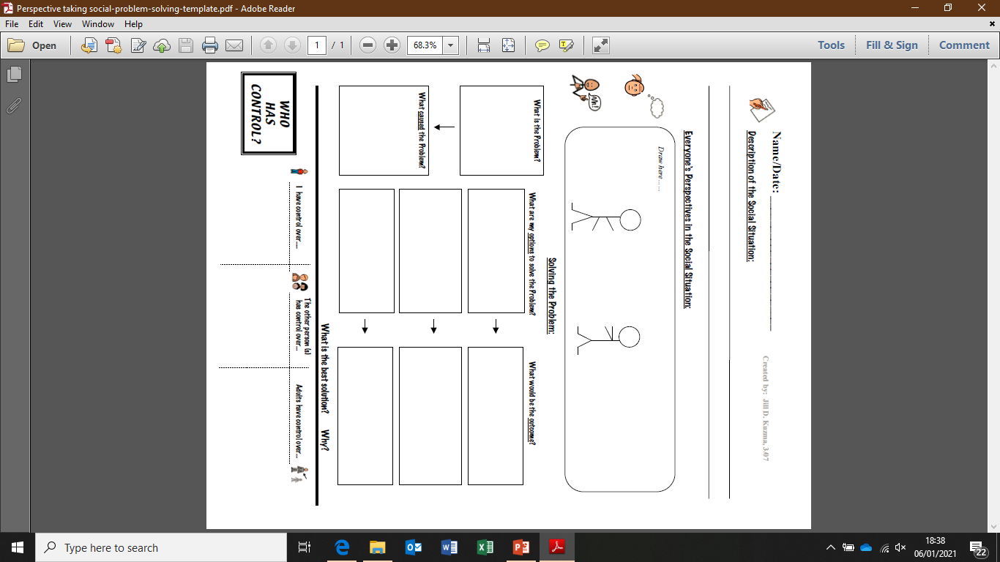 Perspective taking social-problem-solving-template.pdf - Adobe Reader
File Edit View Window Help
Open
1 / 1
68.3%
Tools
Fill & Sign
Comment
Name/Date:
Created by: Jill D. Kuzma, 3/07
Description of the Social Situation:
Everyone's Perspectives in the Social Situation:
Draw here……
Solving the Problem:
What is the Problem?
What are my options to solve the Problem?
What would be the outcome?
What caused the Problem?
What is the best solution? Why?
WHO
HAS
CONTROL?
I have control over….
The other person (s)
has control over…
Adults have control over…
Type here to search
18:38
06/01/2021
22